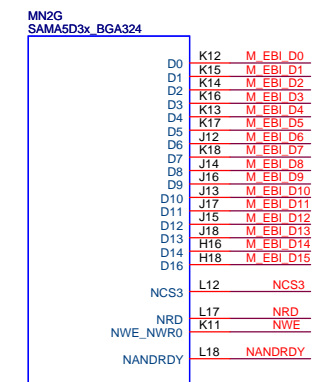 MN2G
SAMA5D3x_BGA324
D0 K12 M_EBI_D0
D1 K15 M_EBI_D1
D2 K14 M_EBI_D2
D3 K16 M_EBI_D3
D4 K13 M_EBI_D4
D5 K17 M_EBI_D5
D6 J12 M_EBI_D6
D7 K18 M_EBI_D7
D8 J14 M_EBI_D8
D9 J16 M_EBI_D9
D10 J13 M_EBI_D10
D11 J17 M_EBI_D11
D12 J15 M_EBI_D12
D13 J18 M_EBI_D13
D14 H16 M_EBI_D14
D16 H18 M_EBI_D15
NCS3 L12 NCS3
NRD L17 NRD
NWE_NWR0 K11 NWE
NANDRDY L18 NANDRDY